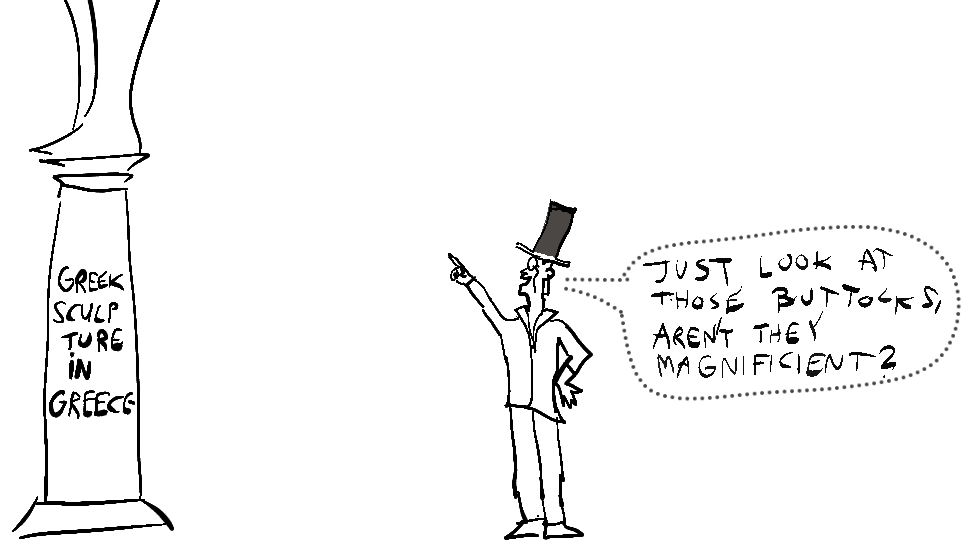 GREEK
SCULP
TURE
iN
GREECE
JUST LOOK AT
THOSE BUTTOCKS,
AREN'T THEY
MAGNIFICIENT?